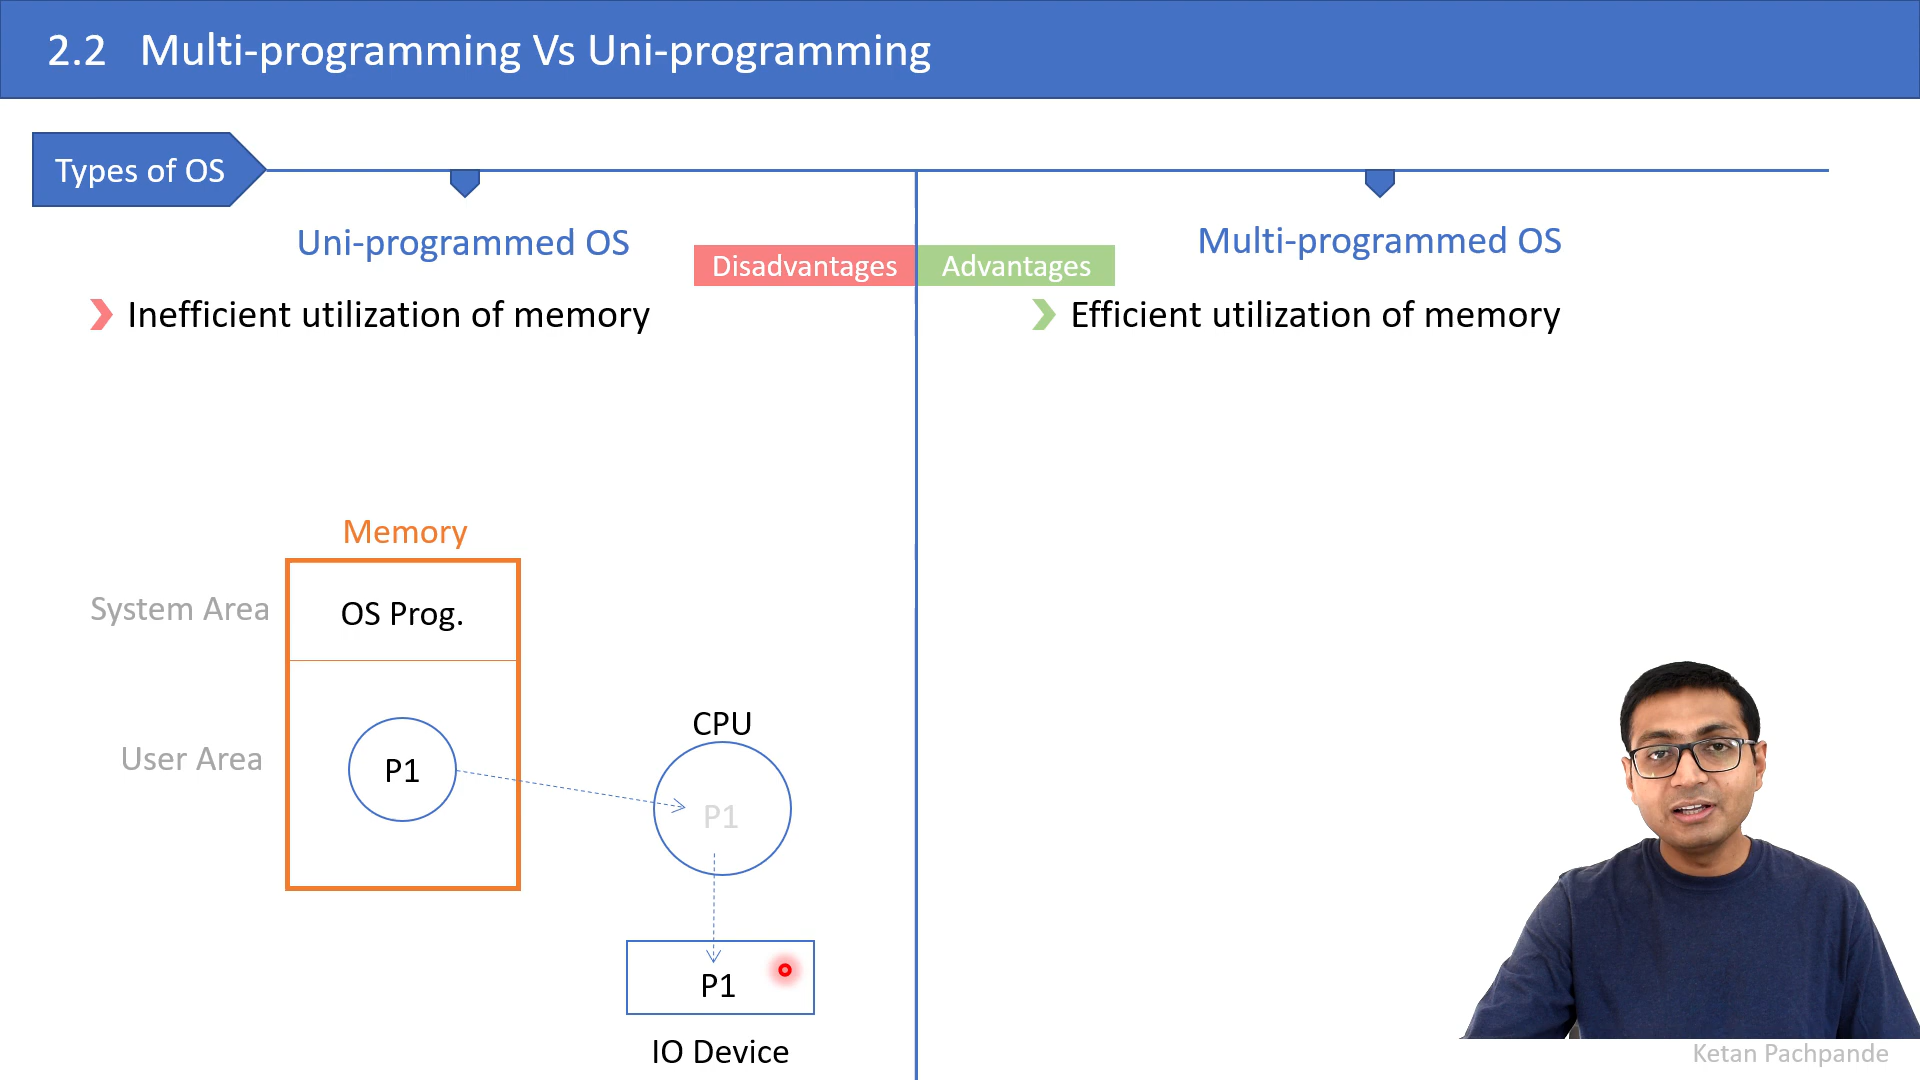 2.2 Multi-programming Vs Uni-programming
Types of OS
Uni-programmed OS
Disadvantages
Inefficient utilization of memory
Memory
System Area
OS Prog.
User Area
P1
CPU
P1
P1
IO Device
Multi-programmed OS
Advantages
Efficient utilization of memory
Ketan Pachpande